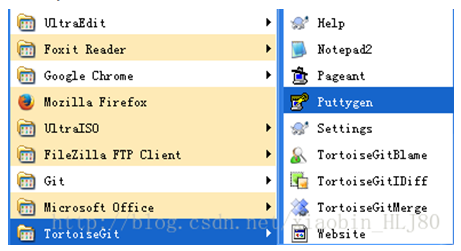 UltraEdit
Foxit Reader
Google Chrome
Mozilla Firefox
UltraISO
FileZilla FTP Client
Git
Microsoft Office
TortoiseGit
Help
Notepad2
Pageant
Puttygen
Settings
TortoiseGitBlame
TortoiseGitIDiff
TortoiseGitMerge
Website
http://blog.csdn.net/xiaobin_HLJ80